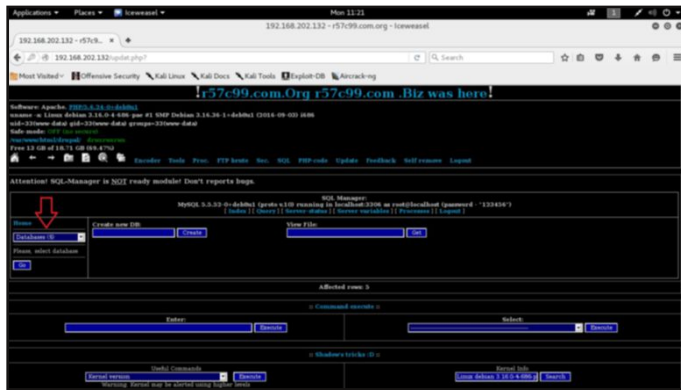 Applications Places Iceweasel Mon 11:21 1
192.168.202.132 - r57c99.com.org - Iceweasel
192.168.202.132 - r57c9...
192.168.202.132/updat.php? Search
Most Visited Offensive Security Kali Linux Kali Docs Kali Tools Exploit-DB Aircrack-ng
!r57c99.com.Org r57c99.com .Biz was here!
Software: Apache. PHP/5.6.24-0+deb8u1
uname -a: Linux debian 3.16.0-4-686-pae #1 SMP Debian 3.16.36-1+deb8u1 (2016-09-03) i686
uid=33(www-data) gid=33(www-data) groups=33(www-data)
Safe-mode: OFF (not secure)
/var/www/html/drupal/ drwxrwxrwx
Free 13 GB of 18.71 GB (69.47%)
Encoder Tools Proc. FTP brute Sec. SQL PHP-code Update Feedback Self remove Logout
Attention! SQL-Manager is NOT ready module! Don't reports bugs.
SQL Manager:
MySQL 5.5.52-0+deb8u1 (proto v.10) running in localhost:3306 as root@localhost (password - "123456")
[ Index ] [ Query ] [ Server-status ] [ Server variables ] [ Processes ] [ Logout ]
Home
Databases (5)
Please, select database
Go
Create new DB:
Create
View File:
Get
Affected rows: 5
:: Command execute ::
Enter:
Execute
Select:
Execute
:: Shadow's tricks :D ::
Useful Commands
Kernel version Execute
Warning. Kernel may be alerted using higher levels
Kernel Info:
Linux debian 3.16.0-4-686-p Search